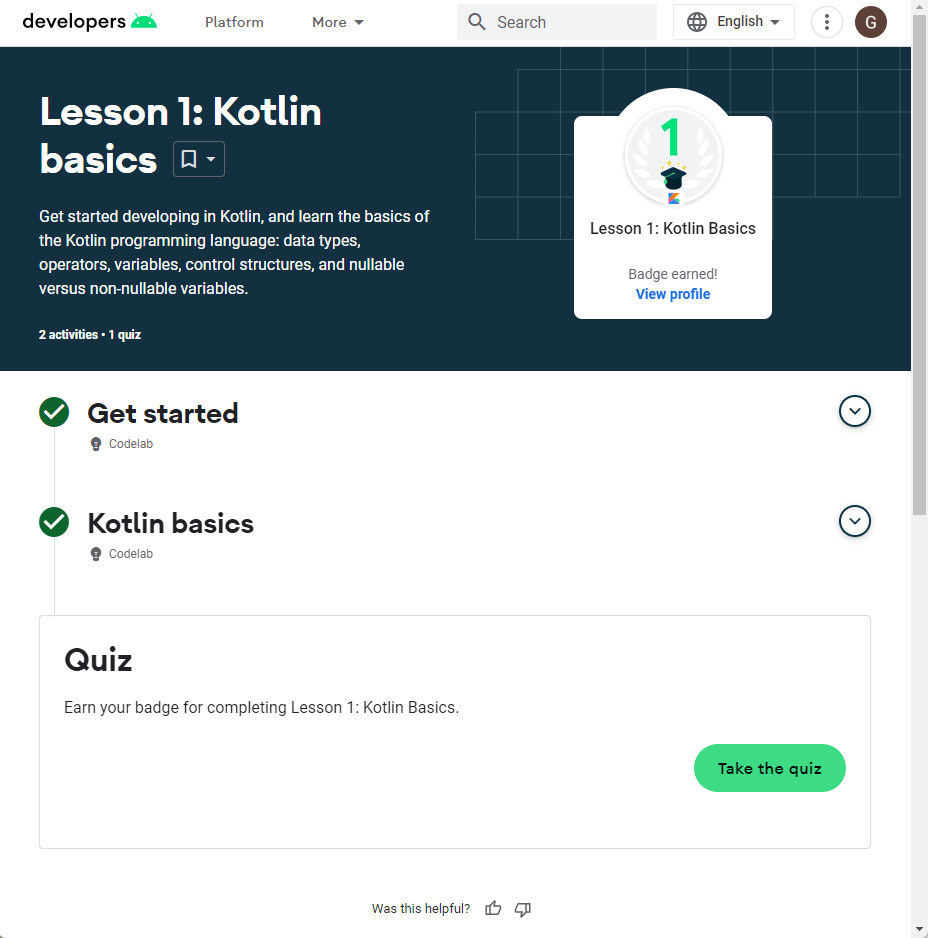 developers
Platform
More
Search
English
G
Lesson 1: Kotlin
basics
Get started developing in Kotlin, and learn the basics of
the Kotlin programming language: data types,
operators, variables, control structures, and nullable
versus non-nullable variables.
2 activities • 1 quiz
1
Lesson 1: Kotlin Basics
Badge earned!
View profile
Get started
Codelab
Kotlin basics
Codelab
Quiz
Earn your badge for completing Lesson 1: Kotlin Basics.
Take the quiz
Was this helpful?